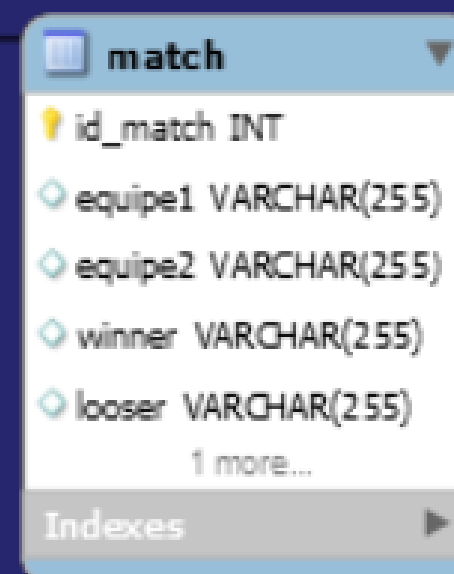 match
id_match INT
equipe1 VARCHAR(255)
equipe2 VARCHAR(255)
winner VARCHAR(255)
looser VARCHAR(255)
1 more...
Indexes